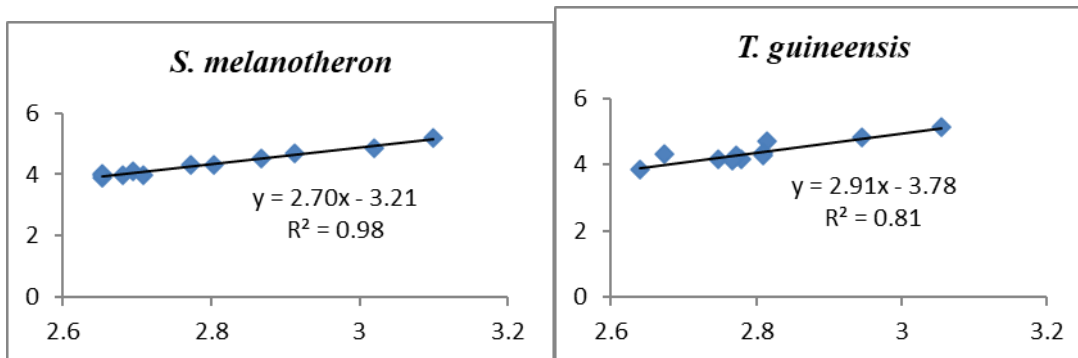 S. melanotheron
6
4
2
0
y = 2.70x - 3.21
R² = 0.98
2.6 2.8 3 3.2
T. guineensis
6
4
2
0
y = 2.91x - 3.78
R² = 0.81
2.6 2.8 3 3.2